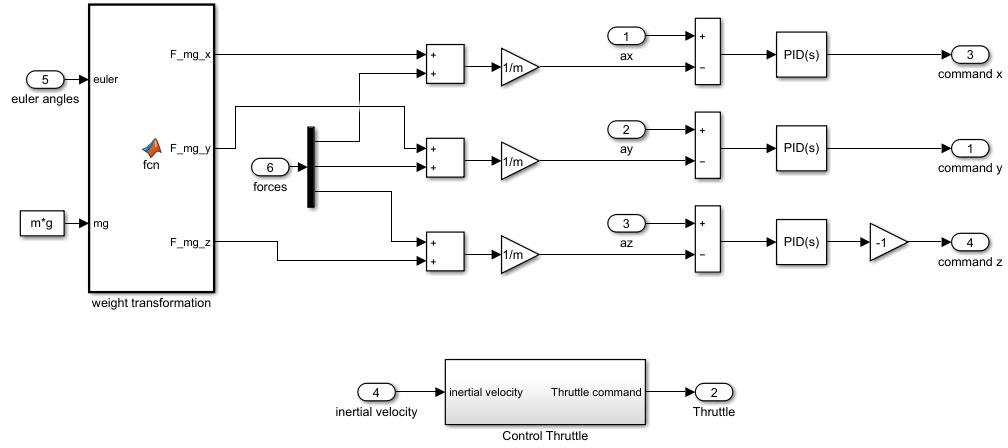 5
euler angles
m*g
euler
mg
fcn
F_mg_x
F_mg_y
F_mg_z
weight transformation
6
forces
+
+
1/m
1
ax
+
−
PID(s)
3
command x
+
+
1/m
2
ay
+
−
PID(s)
1
command y
+
+
1/m
3
az
+
−
PID(s)
-1
4
command z
4
inertial velocity
inertial velocity
Thruttle command
Control Thruttle
2
Thruttle